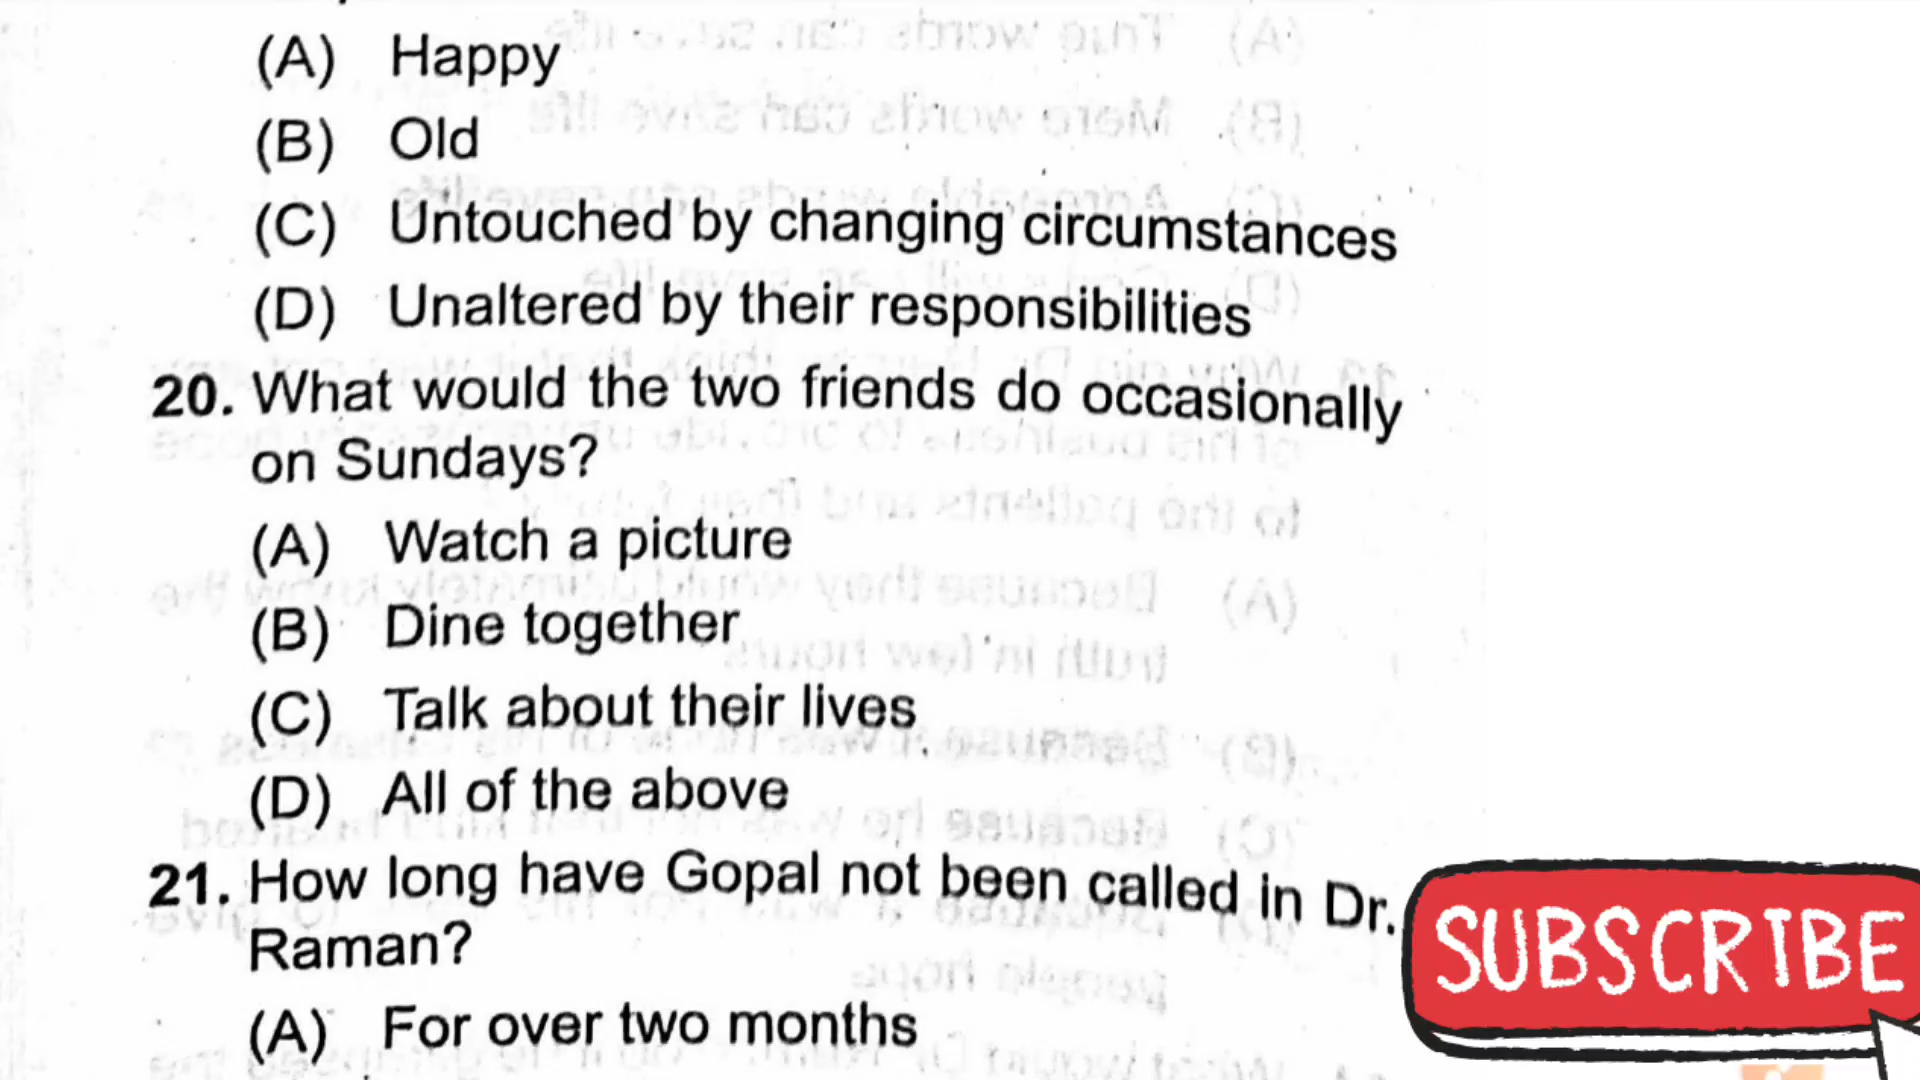 (A) Happy
(B) Old
(C) Untouched by changing circumstances
(D) Unaltered by their responsibilities
20. What would the two friends do occasionally
on Sundays?
(A) Watch a picture
(B) Dine together
(C) Talk about their lives
(D) All of the above
21. How long have Gopal not been called in Dr.
Raman?
(A) For over two months
SUBSCRIBE